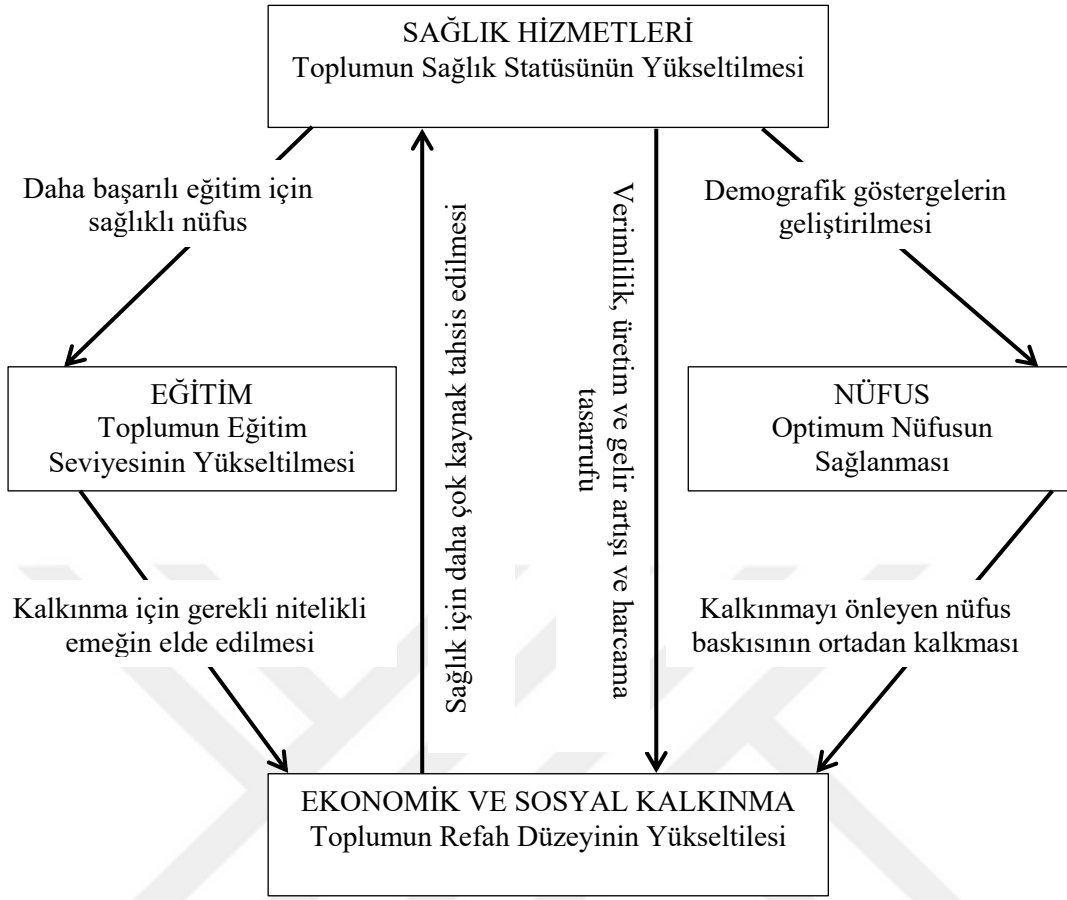 SAĞLIK HİZMETLERİ
Toplumun Sağlık Statüsünün Yükseltilmesi
Daha başarılı eğitim için
sağlıklı nüfus
Sağlık için daha çok kaynak tahsis edilmesi
Verimlilik, üretim ve gelir artışı ve harcama
tasarrufu
Demografik göstergelerin
geliştirilmesi
EĞİTİM
Toplumun Eğitim
Seviyesinin Yükseltilmesi
NÜFUS
Optimum Nüfusun
Sağlanması
Kalkınma için gerekli nitelikli
emeğin elde edilmesi
Kalkınmayı önleyen nüfus
baskısının ortadan kalkması
EKONOMİK VE SOSYAL KALKINMA
Toplumun Refah Düzeyinin Yükseltilesi